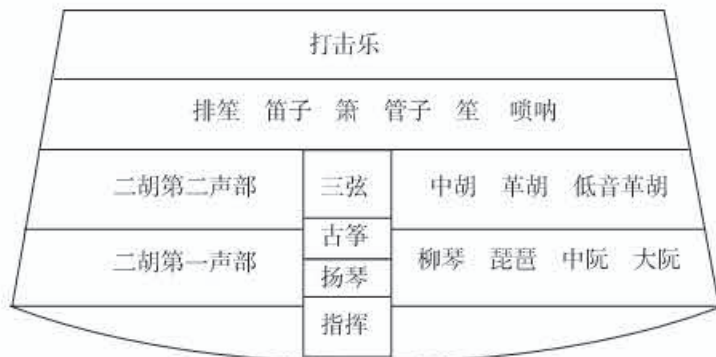 打击乐
排笙 笛子 箫 管子 笙 唢呐
二胡第二声部 三弦 中胡 革胡 低音革胡
古筝
二胡第一声部 扬琴 柳琴 琵琶 中阮 大阮
指挥